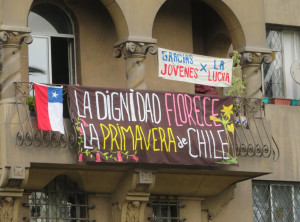 GRACIAS X LA
JOVENES LUCHA
LA DIGNIDAD FLORECE
LA PRIMAVERA de CHILE